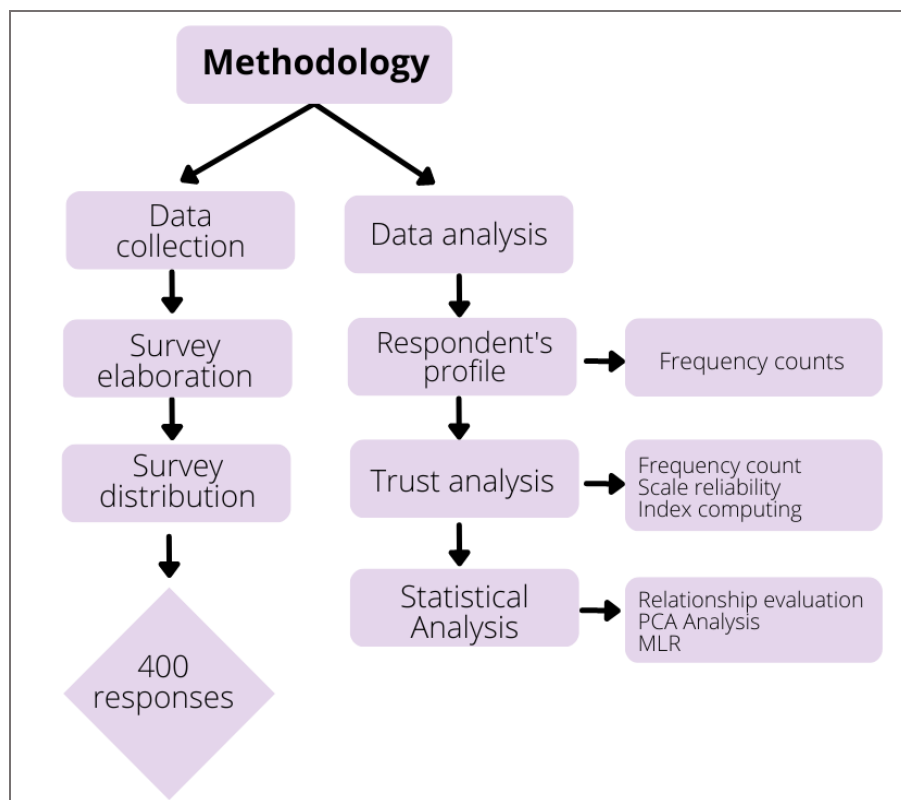 Methodology
Data
collection
Survey
elaboration
Survey
distribution
400
responses
Data analysis
Respondent's
profile
Frequency counts
Trust analysis
Frequency count
Scale reliability
Index computing
Statistical
Analysis
Relationship evaluation
PCA Analysis
MLR